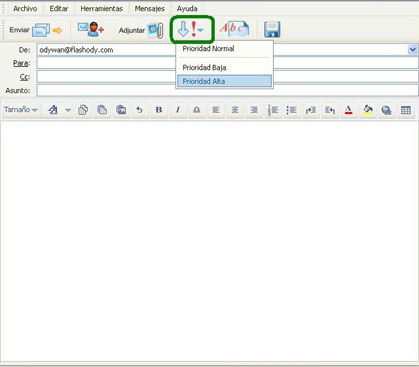 Archivo Editar Herramientas Mensajes Ayuda
Enviar Adjuntar Abc
Prioridad Normal
De: odywan@flashody.com
Para:
Prioridad Baja
Cc:
Prioridad Alta
Asunto:
Tamaño A B I U A